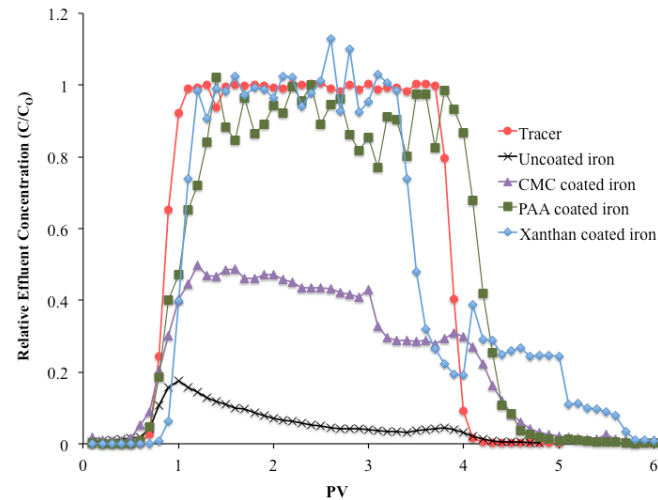 1.2
1
0.8
0.6
0.4
0.2
0
0
1
2
3
4
5
6
Relative Effluent Concentration (C/Co)
PV
Tracer
Uncoated iron
CMC coated iron
PAA coated iron
Xanthan coated iron